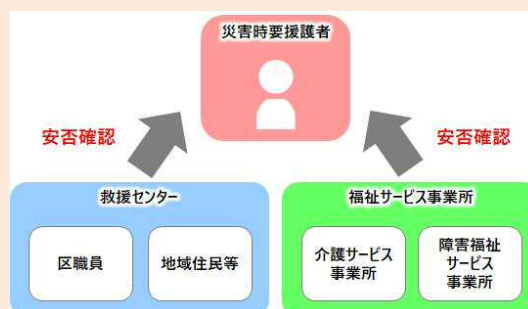 災害時要援護者
安否確認
安否確認
救援センター
福祉サービス事業所
区職員
地域住民等
介護サービス
事業所
障害福祉
サービス
事業所